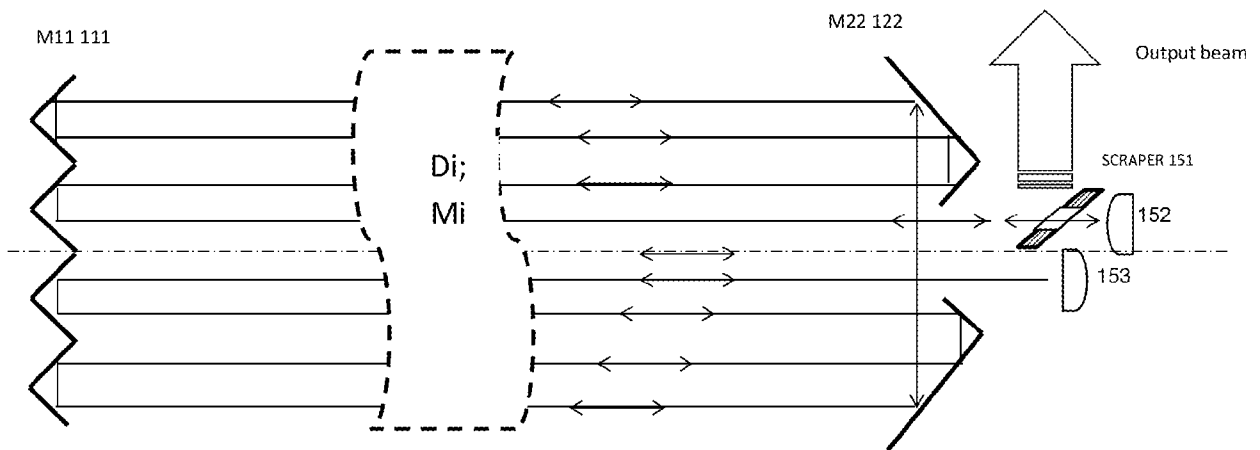 M11 111
M22 122
Output beam
Di;
Mi
SCRAPER 151
152
153